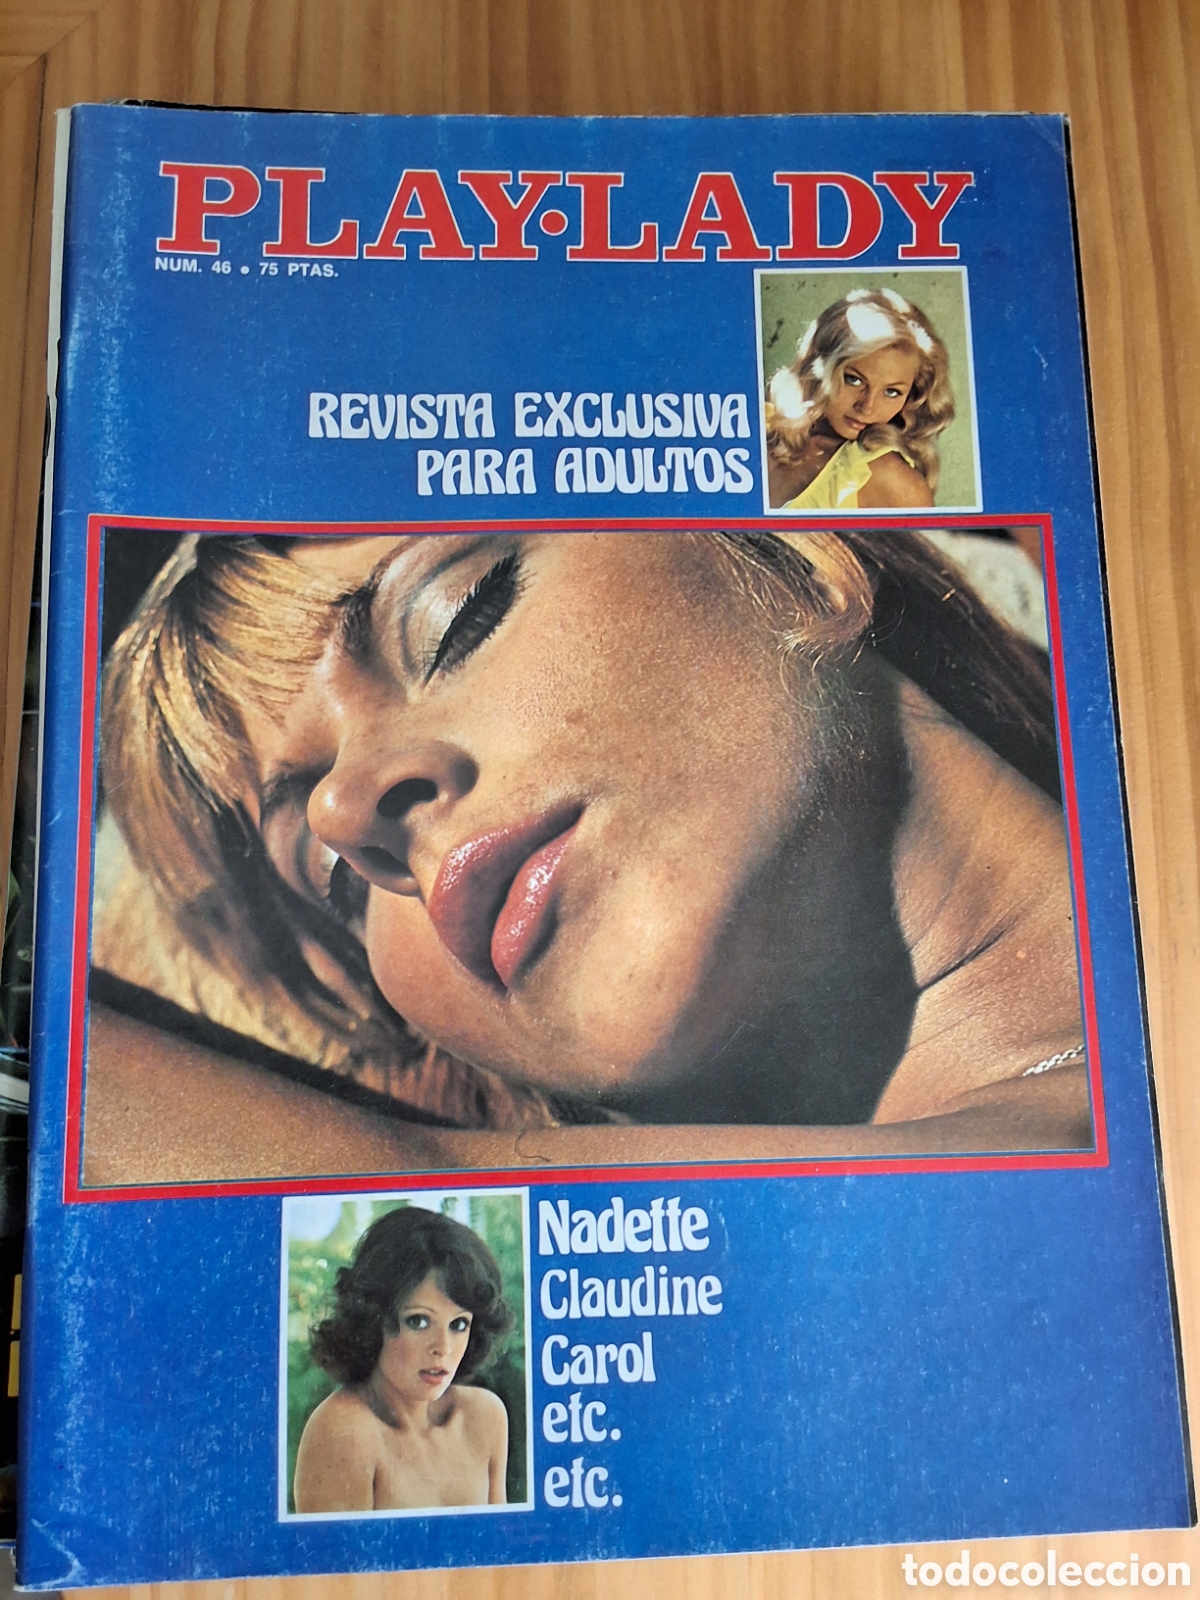 PLAY·LADY
NUM. 46 • 75 PTAS.
REVISTA EXCLUSIVA
PARA ADULTOS
Nadette
Claudine
Carol
etc.
etc.
todocoleccion